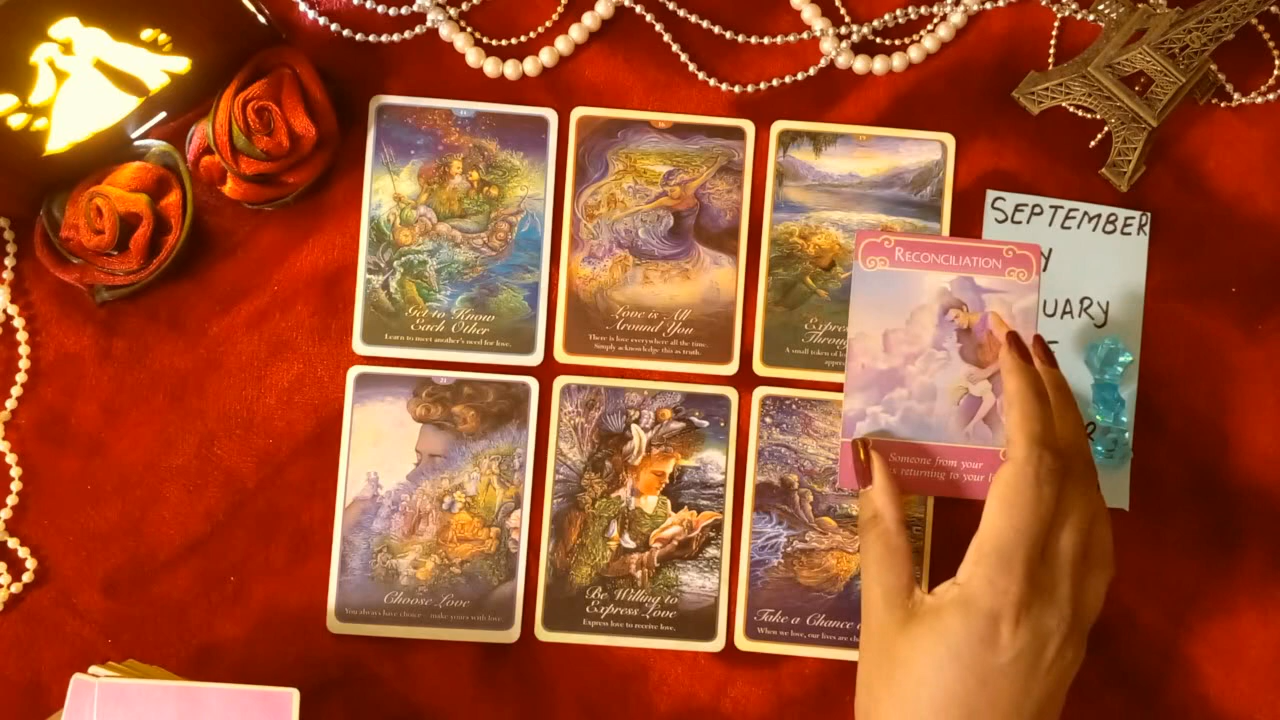 Get to Know
Each Other
Learn to meet another's need for love.
16
Love is All
Around You
There is love everywhere all the time.
Simply acknowledge this as truth.
A small token of
RECONCILIATION
Someone from your
returning to your
SEPTEMBER
Y
UARY
R
21
Choose Love
You always have choice – make yours with love.
Be Willing to
Express Love
Express love to receive love.
Take a Chance
When we love, our lives are